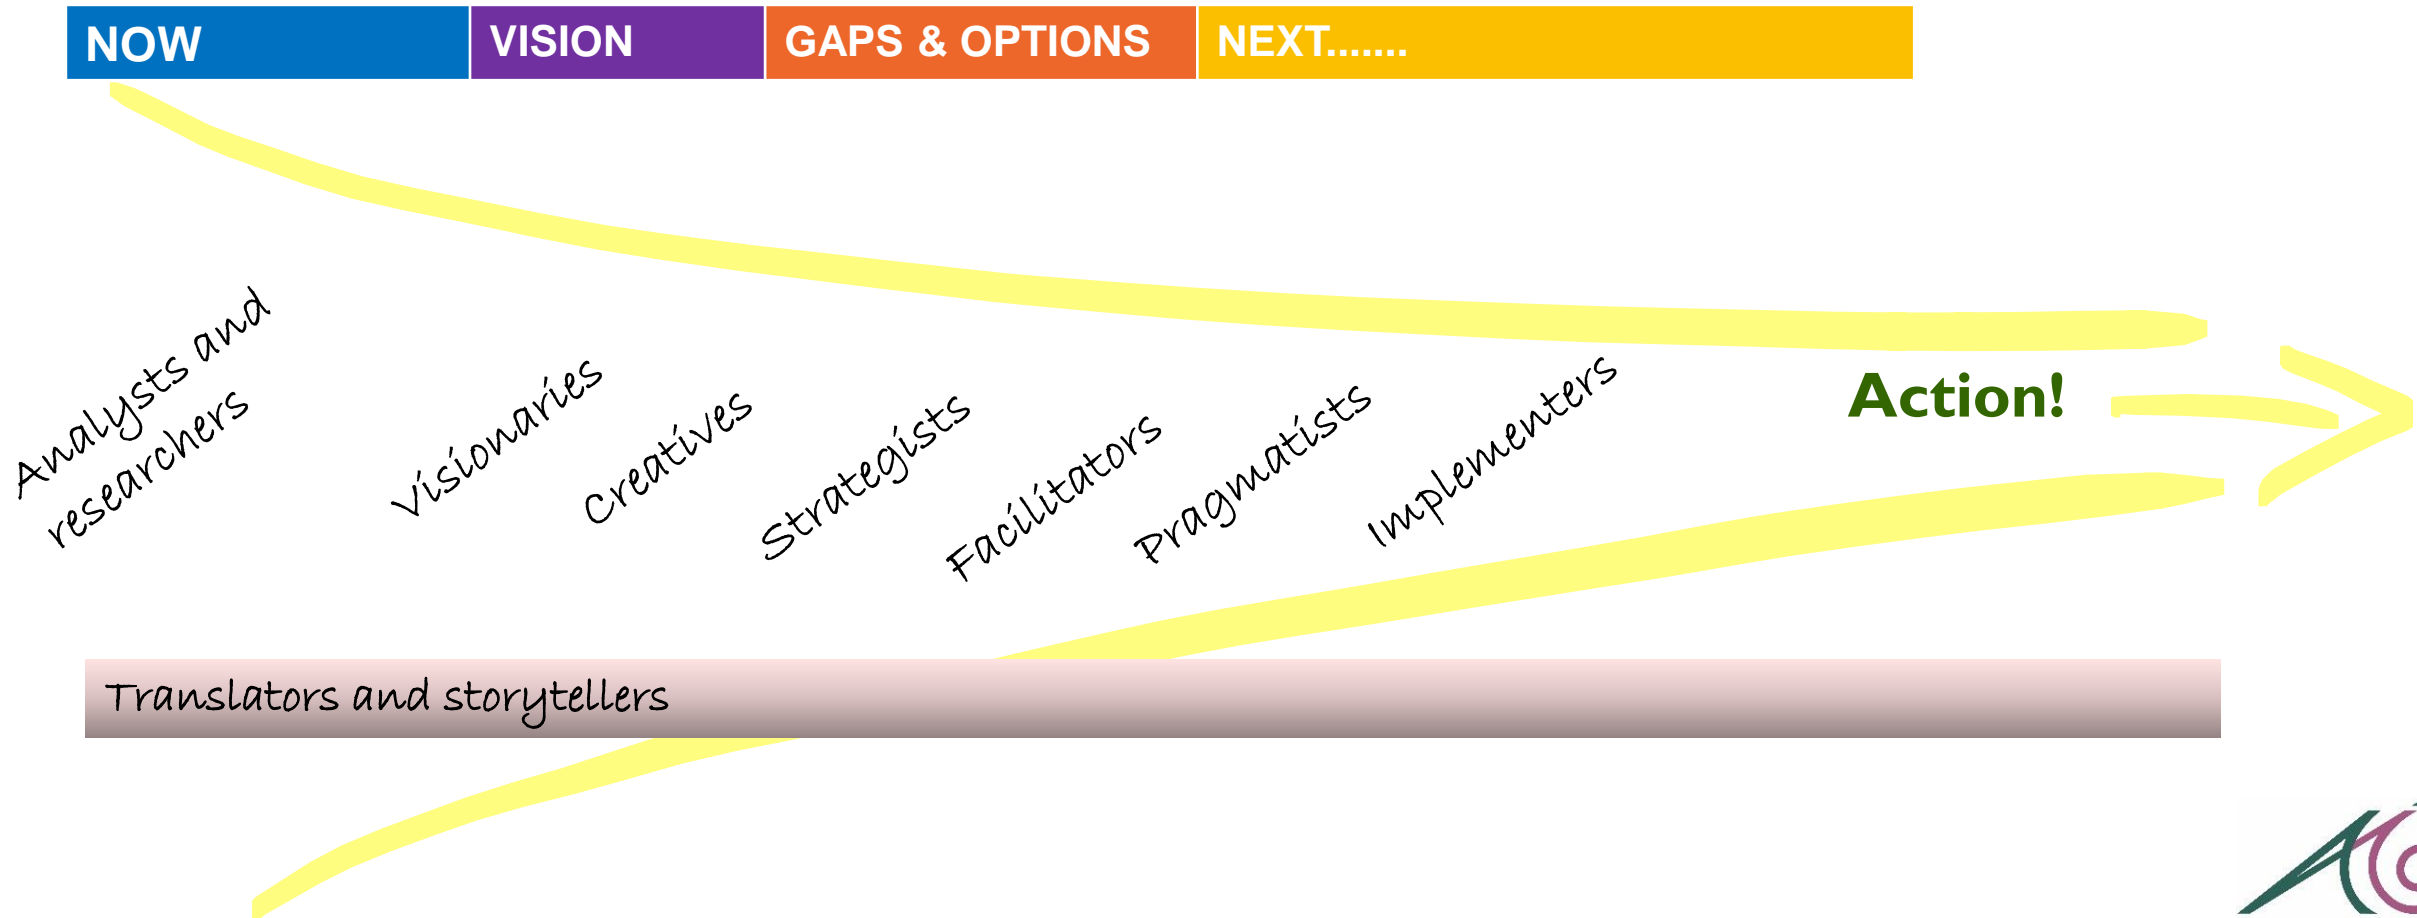 NOW
VISION
GAPS & OPTIONS
NEXT.......
Analysts and
researchers
Visionaries
Creatives
Strategists
Facilitators
Pragmatists
Implementers
Action!
Translators and storytellers